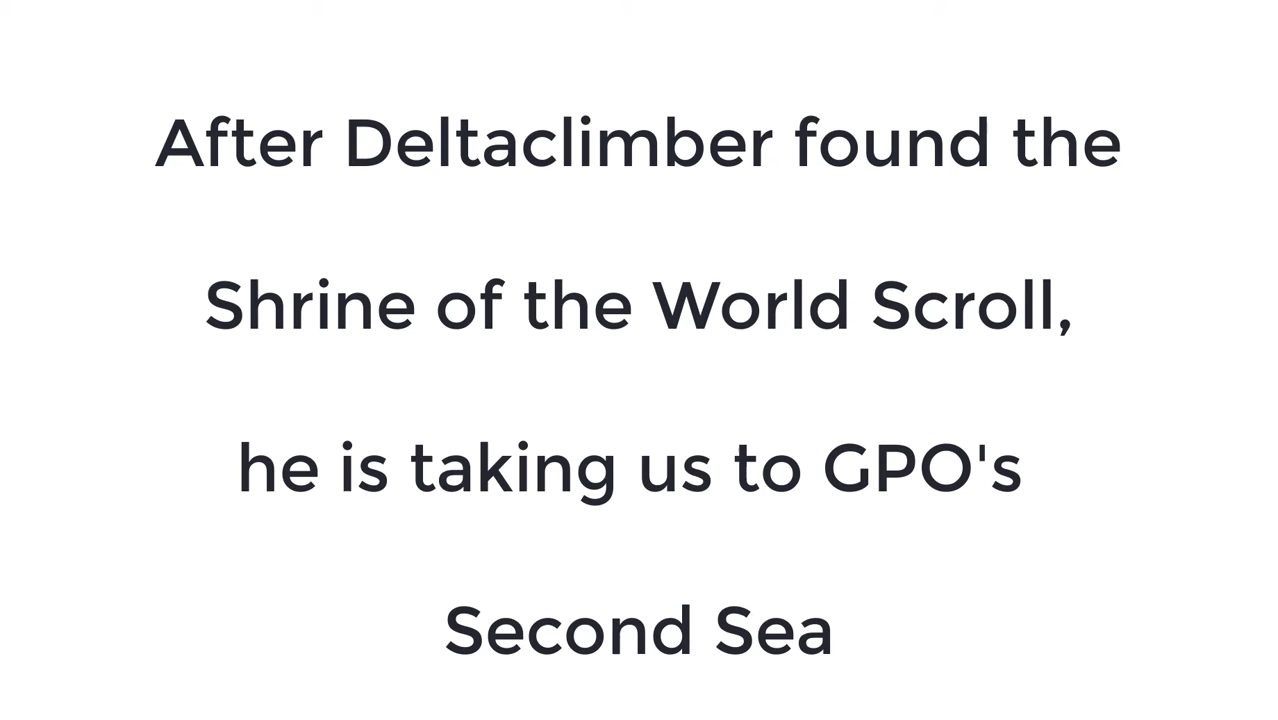 After Deltaclimber found the
Shrine of the World Scroll,
he is taking us to GPO's
Second Sea